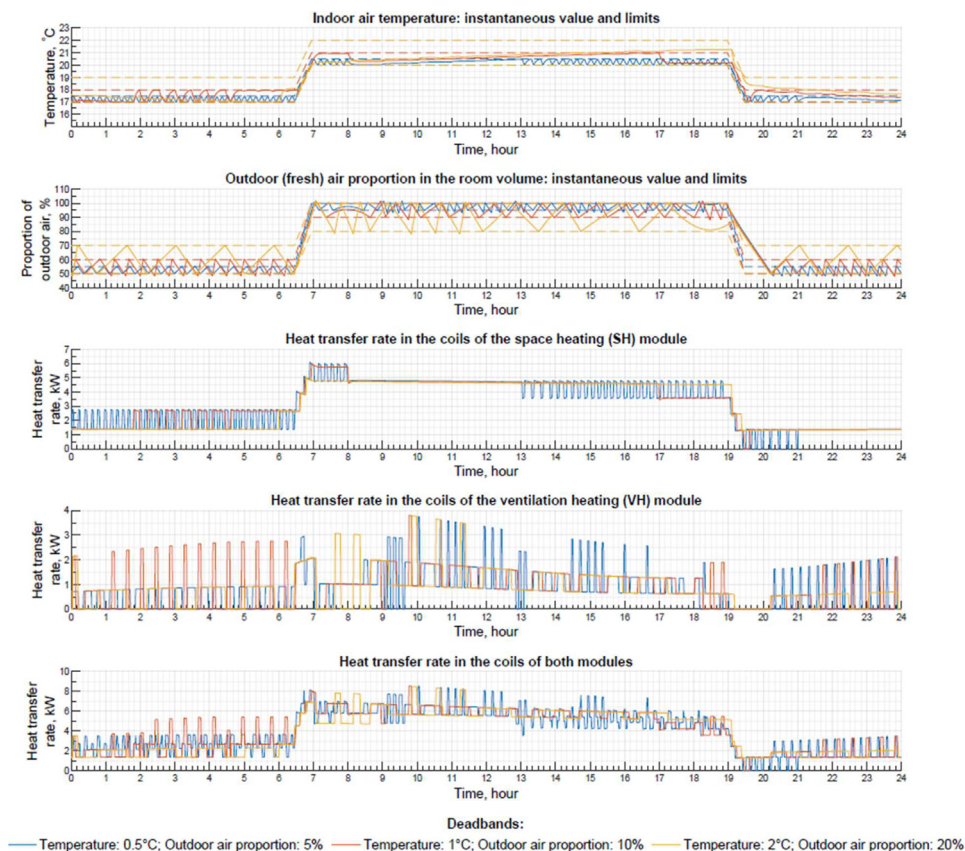 Indoor air temperature: instantaneous value and limits
Temperature, °C
23
22
21
20
19
18
17
16
0 1 2 3 4 5 6 7 8 9 10 11 12 13 14 15 16 17 18 19 20 21 22 23 24
Time, hour
Outdoor (fresh) air proportion in the room volume: instantaneous value and limits
Proportion of
outdoor air, %
110
100
90
80
70
60
50
40
0 1 2 3 4 5 6 7 8 9 10 11 12 13 14 15 16 17 18 19 20 21 22 23 24
Time, hour
Heat transfer rate in the coils of the space heating (SH) module
Heat transfer
rate, kW
7
6
5
4
3
2
1
0
0 1 2 3 4 5 6 7 8 9 10 11 12 13 14 15 16 17 18 19 20 21 22 23 24
Time, hour
Heat transfer rate in the coils of the ventilation heating (VH) module
Heat transfer
rate, kW
4
3
2
1
0
0 1 2 3 4 5 6 7 8 9 10 11 12 13 14 15 16 17 18 19 20 21 22 23 24
Time, hour
Heat transfer rate in the coils of both modules
Heat transfer
rate, kW
10
8
6
4
2
0
0 1 2 3 4 5 6 7 8 9 10 11 12 13 14 15 16 17 18 19 20 21 22 23 24
Time, hour
Deadbands:
Temperature: 0.5°C; Outdoor air proportion: 5% Temperature: 1°C; Outdoor air proportion: 10% Temperature: 2°C; Outdoor air proportion: 20%